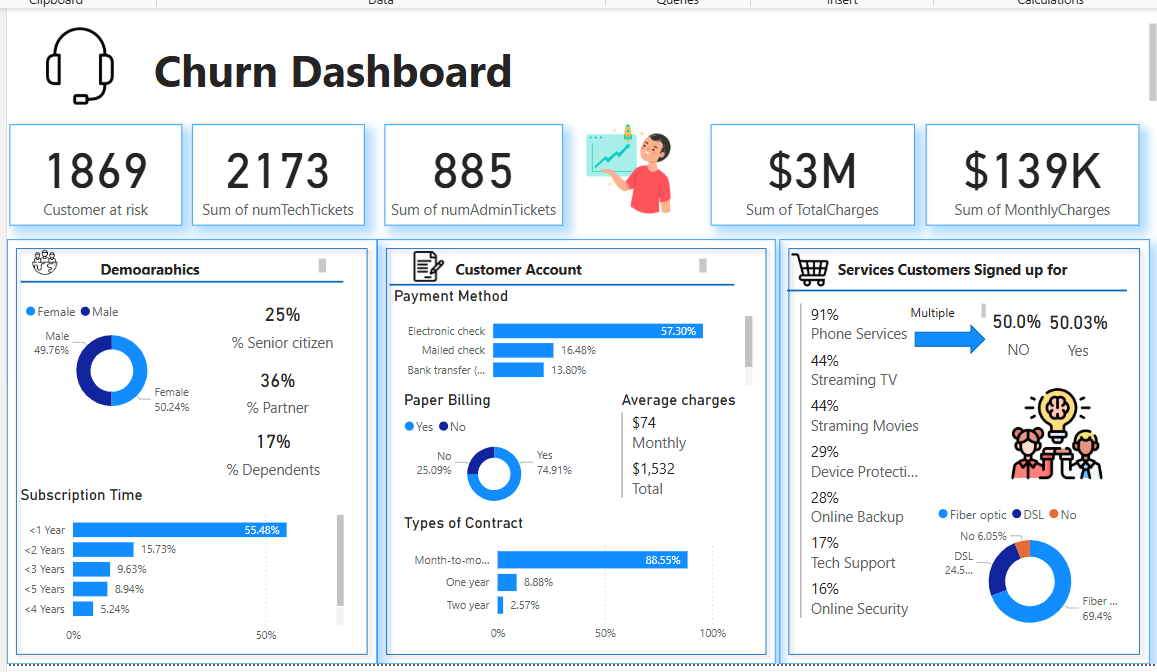 Clipboard Data Queries Insert Calculations
Churn Dashboard
1869
Customer at risk
2173
Sum of numTechTickets
885
Sum of numAdminTickets
$3M
Sum of TotalCharges
$139K
Sum of MonthlyCharges
Demographics
Female Male
Male
49.76%
Female
50.24%
25%
% Senior citizen
36%
% Partner
17%
% Dependents
Subscription Time
<1 Year 55.48%
<2 Years 15.73%
<3 Years 9.63%
<5 Years 8.94%
<4 Years 5.24%
0% 50%
Customer Account
Payment Method
Electronic check 57.30%
Mailed check 16.48%
Bank transfer (... 13.80%
Paper Billing
Yes No
No
25.09%
Yes
74.91%
Average charges
$74
Monthly
$1,532
Total
Types of Contract
Month-to-mo... 88.55%
One year 8.88%
Two year 2.57%
0% 50% 100%
Services Customers Signed up for
91%
Phone Services
Multiple
50.0% 50.03%
NO Yes
44%
Streaming TV
44%
Straming Movies
29%
Device Protecti...
28%
Online Backup
17%
Tech Support
16%
Online Security
Fiber optic DSL No
No 6.05%
DSL
24.5...
Fiber ...
69.4%